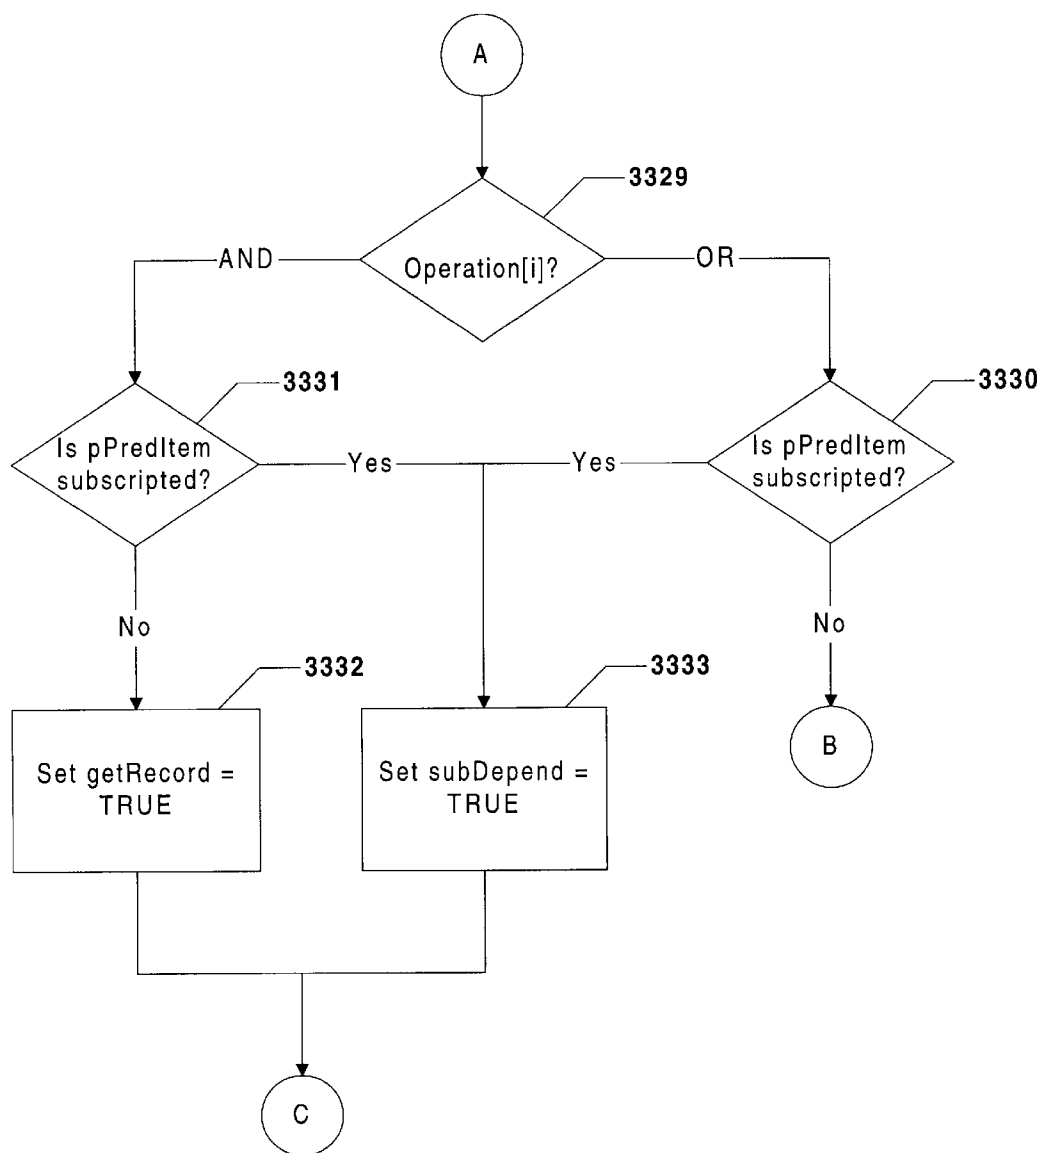 A
3329
Operation[i]?
AND
OR
3331
3330
Is pPredItem
subscripted?
Yes
Yes
Is pPredItem
subscripted?
No
No
3332
3333
Set getRecord =
TRUE
Set subDepend =
TRUE
B
C